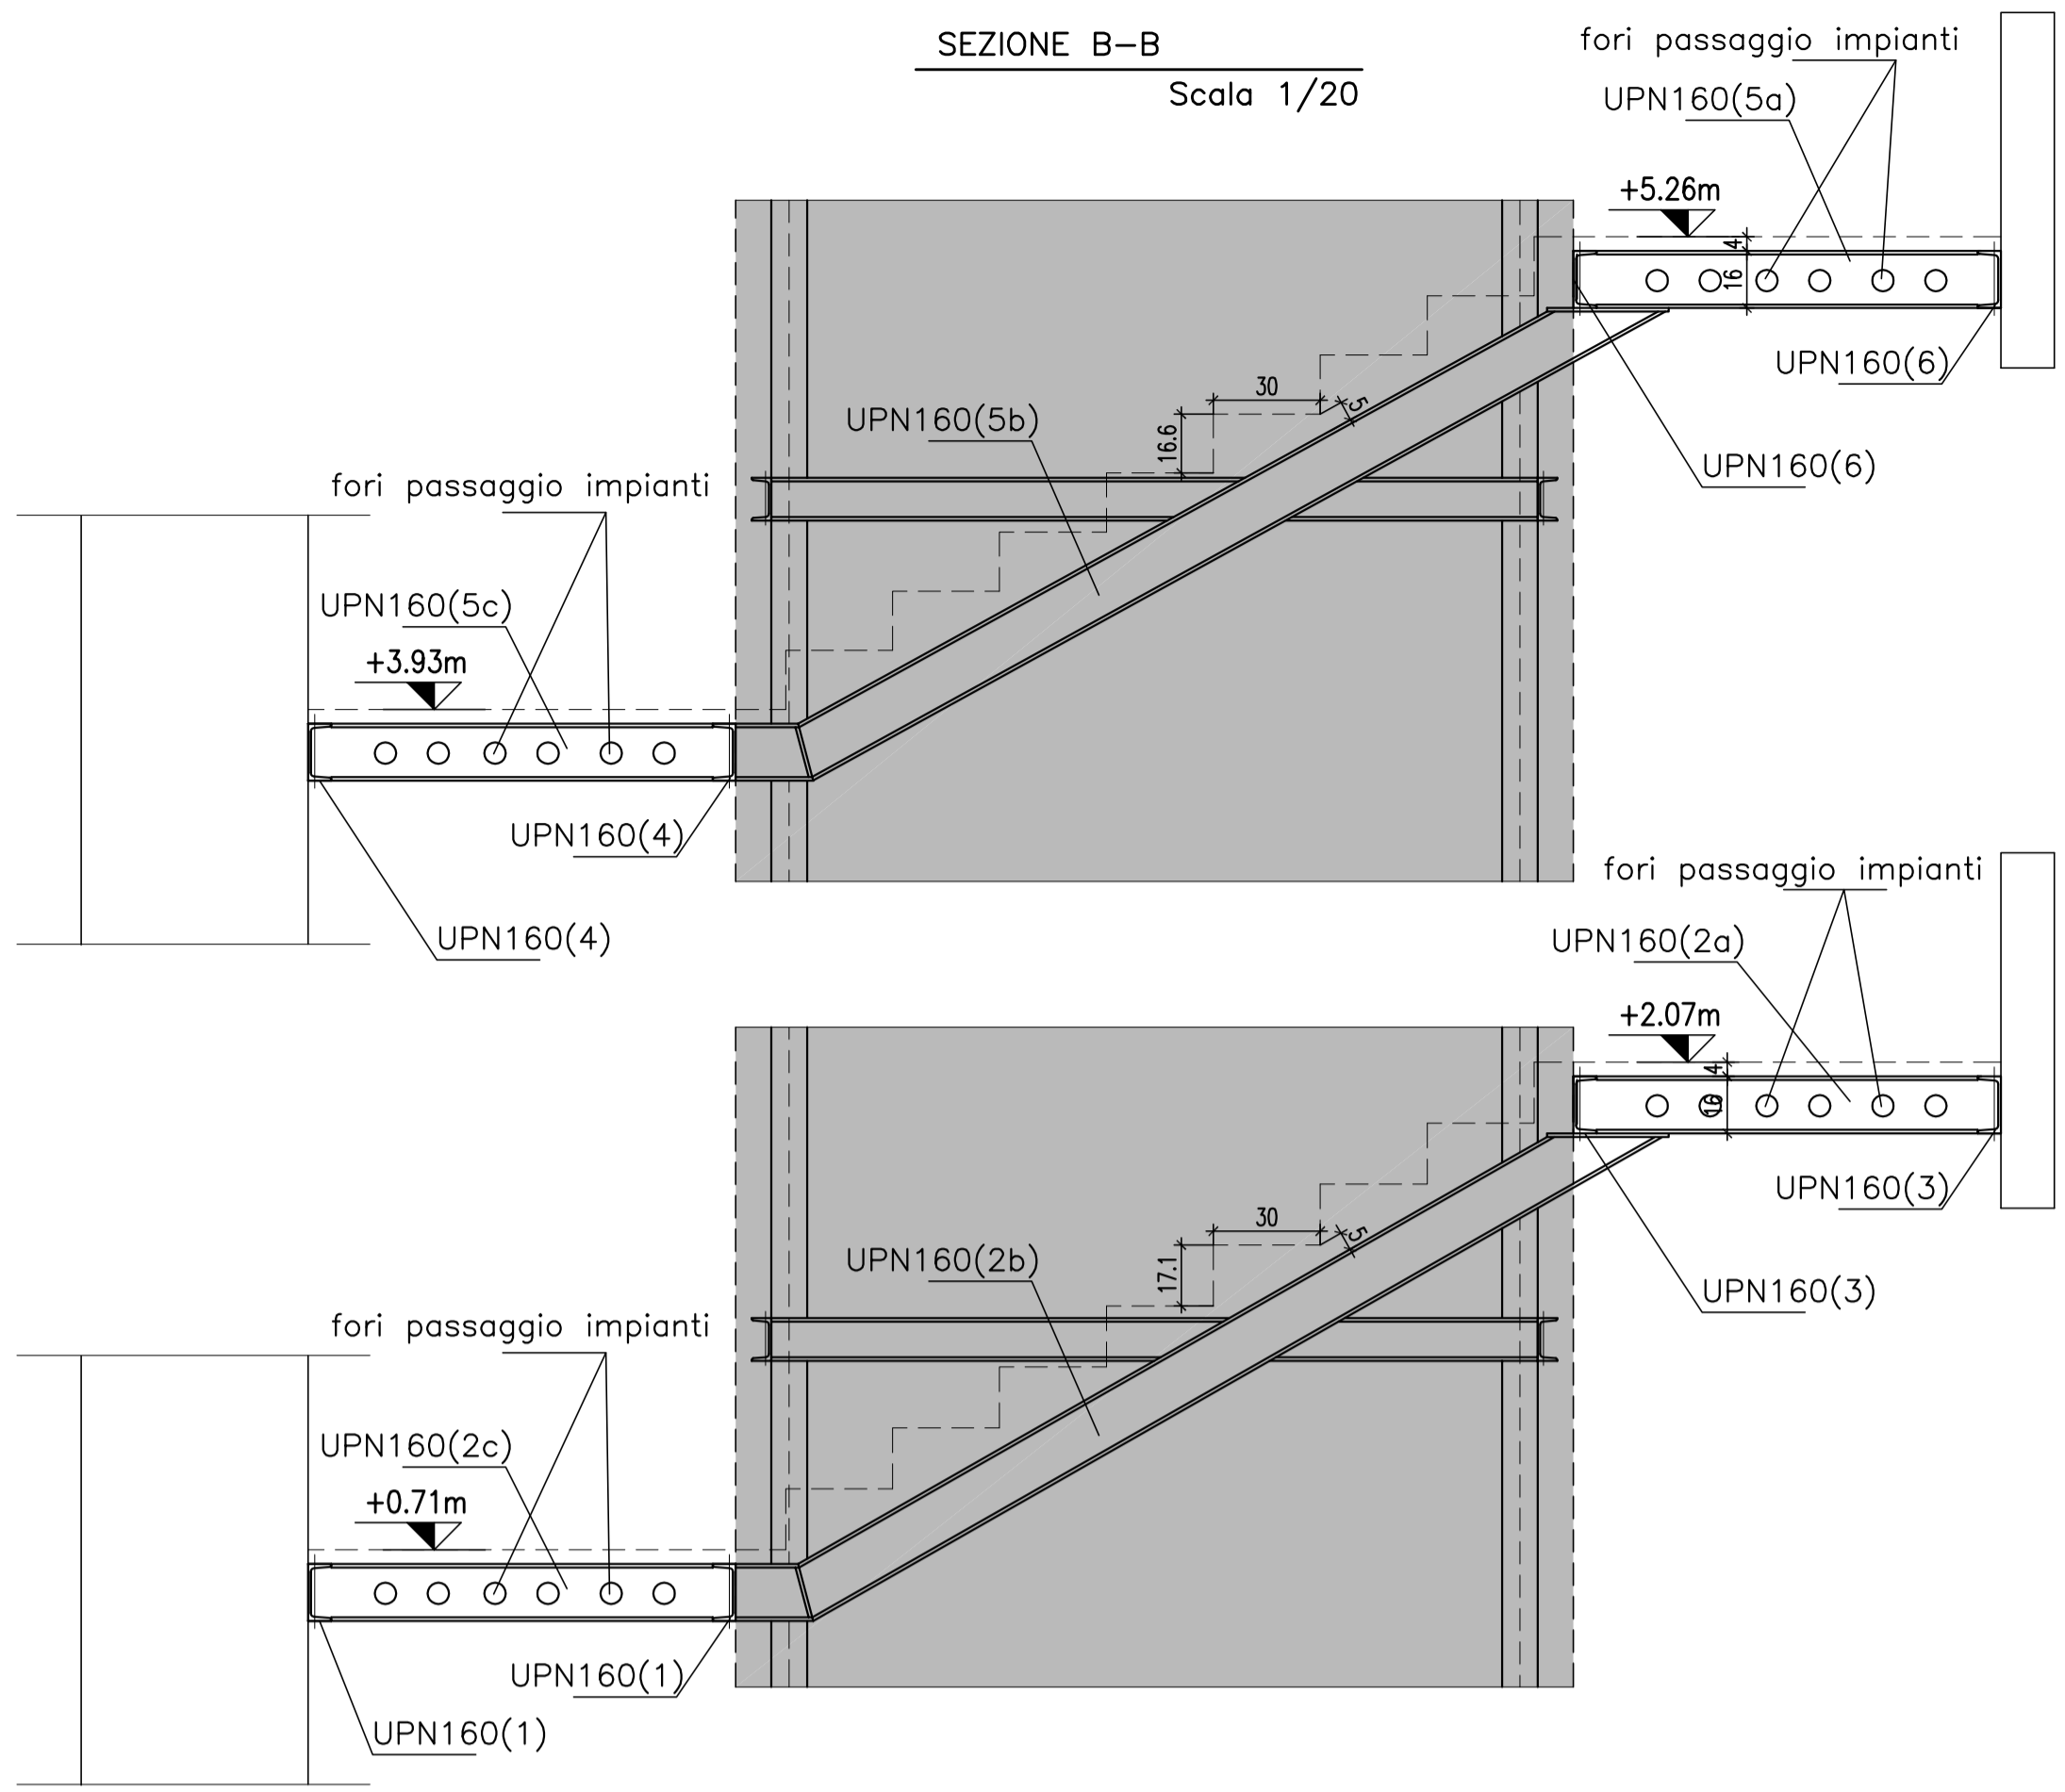 SEZIONE B-B
Scala 1/20
fori passaggio impianti
UPN160(5a)
+5.26m
4
16
UPN160(6)
UPN160(6)
30
5
16.6
UPN160(5b)
fori passaggio impianti
UPN160(5c)
+3.93m
UPN160(4)
UPN160(4)
fori passaggio impianti
UPN160(2a)
+2.07m
4
16
UPN160(3)
UPN160(3)
30
5
17.1
UPN160(2b)
fori passaggio impianti
UPN160(2c)
+0.71m
UPN160(1)
UPN160(1)